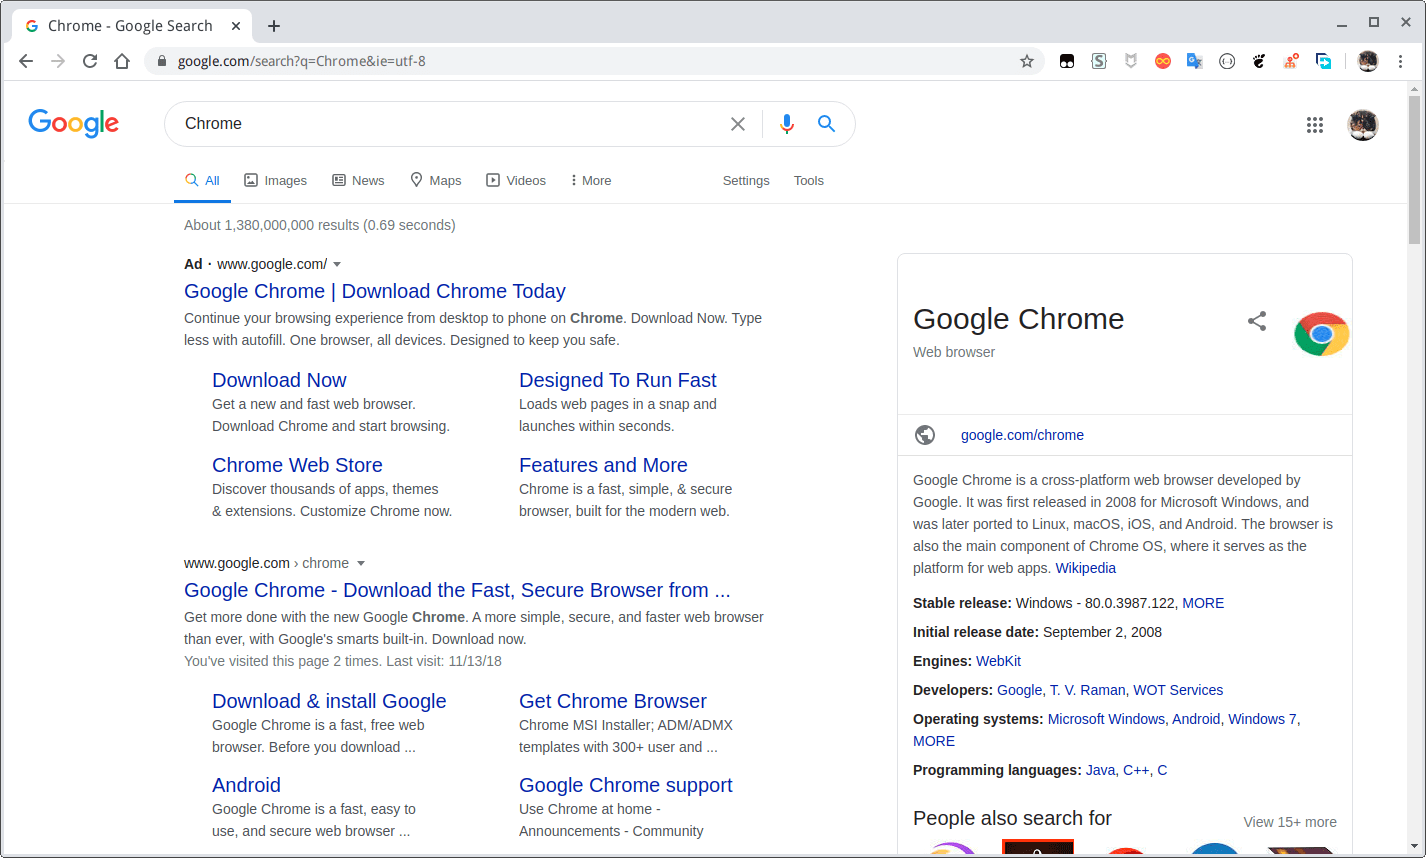 Chrome - Google Search
google.com/search?q=Chrome&ie=utf-8
Google
Chrome
All
Images
News
Maps
Videos
More
Settings
Tools
About 1,380,000,000 results (0.69 seconds)
Ad · www.google.com/
Google Chrome | Download Chrome Today
Continue your browsing experience from desktop to phone on Chrome. Download Now. Type
less with autofill. One browser, all devices. Designed to keep you safe.
Download Now
Get a new and fast web browser.
Download Chrome and start browsing.
Designed To Run Fast
Loads web pages in a snap and
launches within seconds.
Chrome Web Store
Discover thousands of apps, themes
& extensions. Customize Chrome now.
Features and More
Chrome is a fast, simple, & secure
browser, built for the modern web.
www.google.com › chrome
Google Chrome - Download the Fast, Secure Browser from ...
Get more done with the new Google Chrome. A more simple, secure, and faster web browser
than ever, with Google's smarts built-in. Download now.
You've visited this page 2 times. Last visit: 11/13/18
Download & install Google
Google Chrome is a fast, free web
browser. Before you download ...
Get Chrome Browser
Chrome MSI Installer; ADM/ADMX
templates with 300+ user and ...
Android
Google Chrome is a fast, easy to
use, and secure web browser ...
Google Chrome support
Use Chrome at home -
Announcements - Community
Google Chrome
Web browser
google.com/chrome
Google Chrome is a cross-platform web browser developed by
Google. It was first released in 2008 for Microsoft Windows, and
was later ported to Linux, macOS, iOS, and Android. The browser is
also the main component of Chrome OS, where it serves as the
platform for web apps. Wikipedia
Stable release: Windows - 80.0.3987.122, MORE
Initial release date: September 2, 2008
Engines: WebKit
Developers: Google, T. V. Raman, WOT Services
Operating systems: Microsoft Windows, Android, Windows 7,
MORE
Programming languages: Java, C++, C
People also search for
View 15+ more